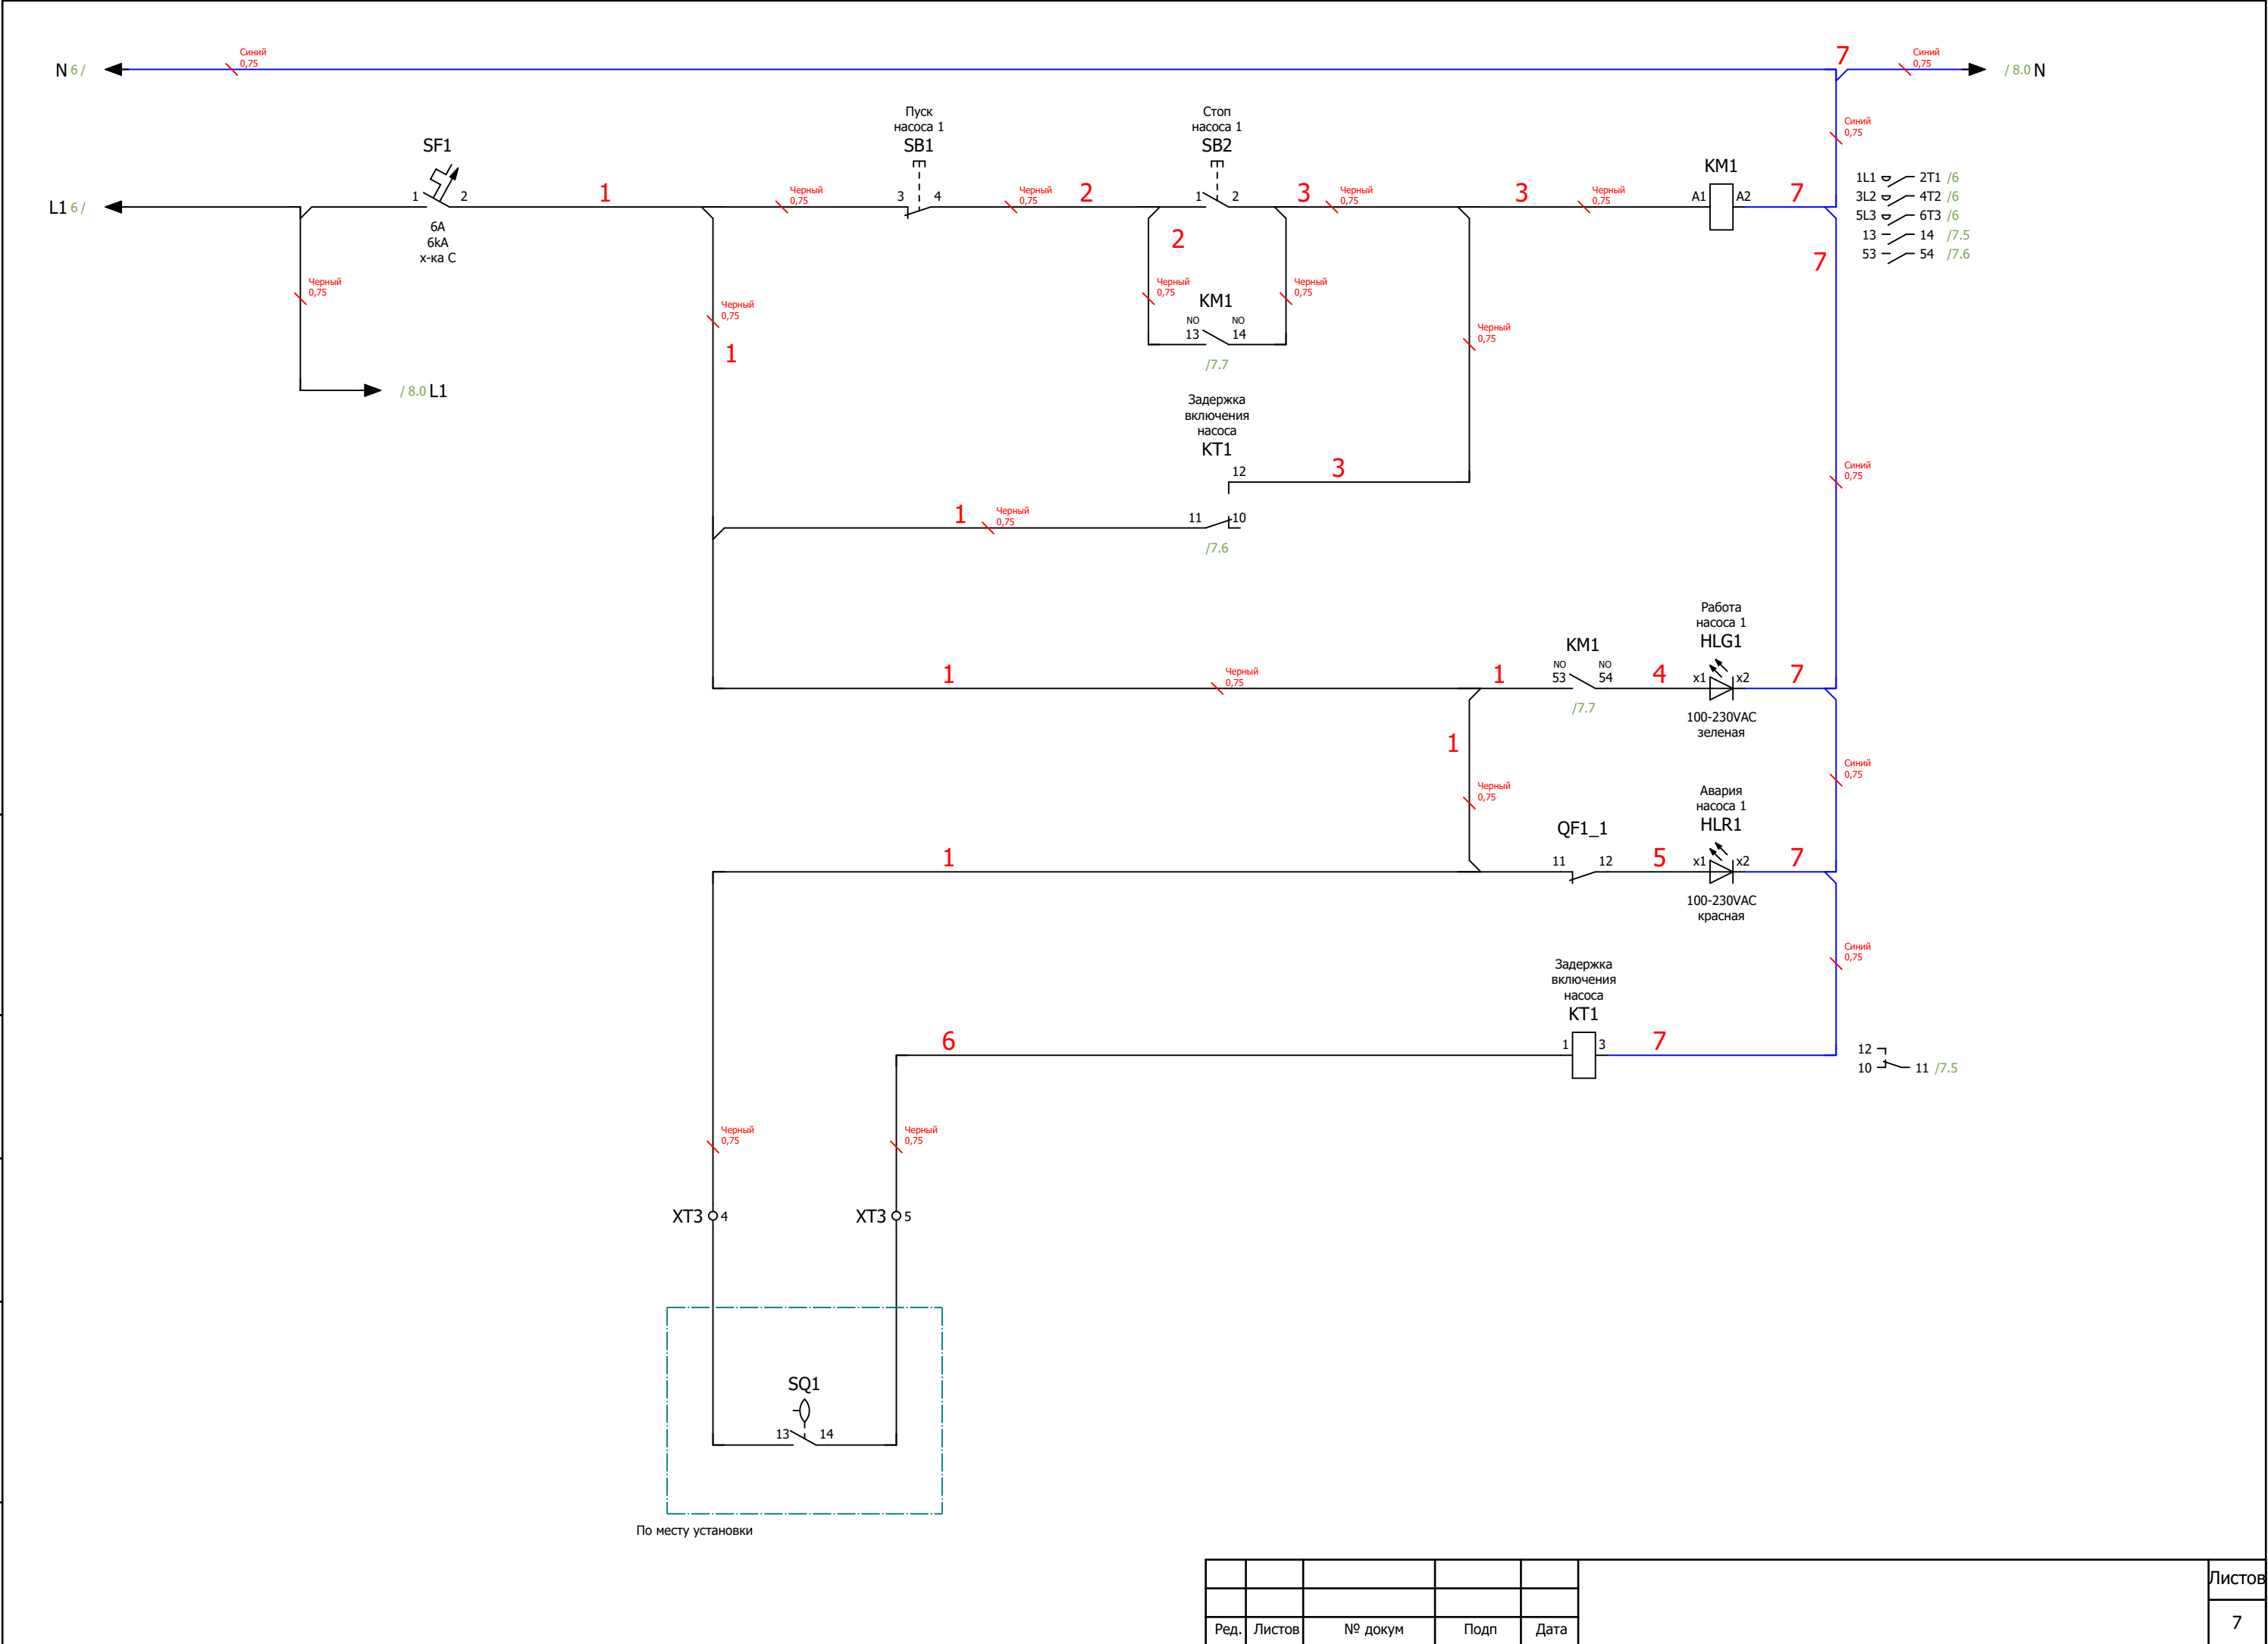 Синий
0,75
7
Синий
0,75
N 6 /
/ 8.0 N
Пуск
насоса 1
SB1
Стоп
насоса 1
SB2
Синий
0,75
SF1
KM1
L1 6 /
1 2
1
Черный
0,75
3 4
Черный
0,75
2
1 2
3
Черный
0,75
3
Черный
0,75
A1 A2
7
1L1 2T1 /6
3L2 4T2 /6
5L3 6T3 /6
13 14 /7.5
53 54 /7.6
6A
6kA
х-ка C
2
7
Черный
0,75
Черный
0,75
Черный
0,75
KM1
NO NO
13 14
/7.7
Черный
0,75
1
Черный
0,75
/ 8.0 L1
Задержка
включения
насоса
KT1
12
3
Синий
0,75
1
Черный
0,75
11 10
/7.6
Работа
насоса 1
HLG1
KM1
NO NO
53 54
/7.7
1
Черный
0,75
1
4
x1 x2
7
100-230VAC
зеленая
1
Черный
0,75
Синий
0,75
Авария
насоса 1
HLR1
QF1_1
1
11 12
5
x1 x2
7
100-230VAC
красная
Синий
0,75
Задержка
включения
насоса
KT1
6
1 3
7
12
10 11 /7.5
Черный
0,75
Черный
0,75
XT3 4
XT3 5
SQ1
13 14
По месту установки
Листов
7
Ред. Листов № докум Подп Дата